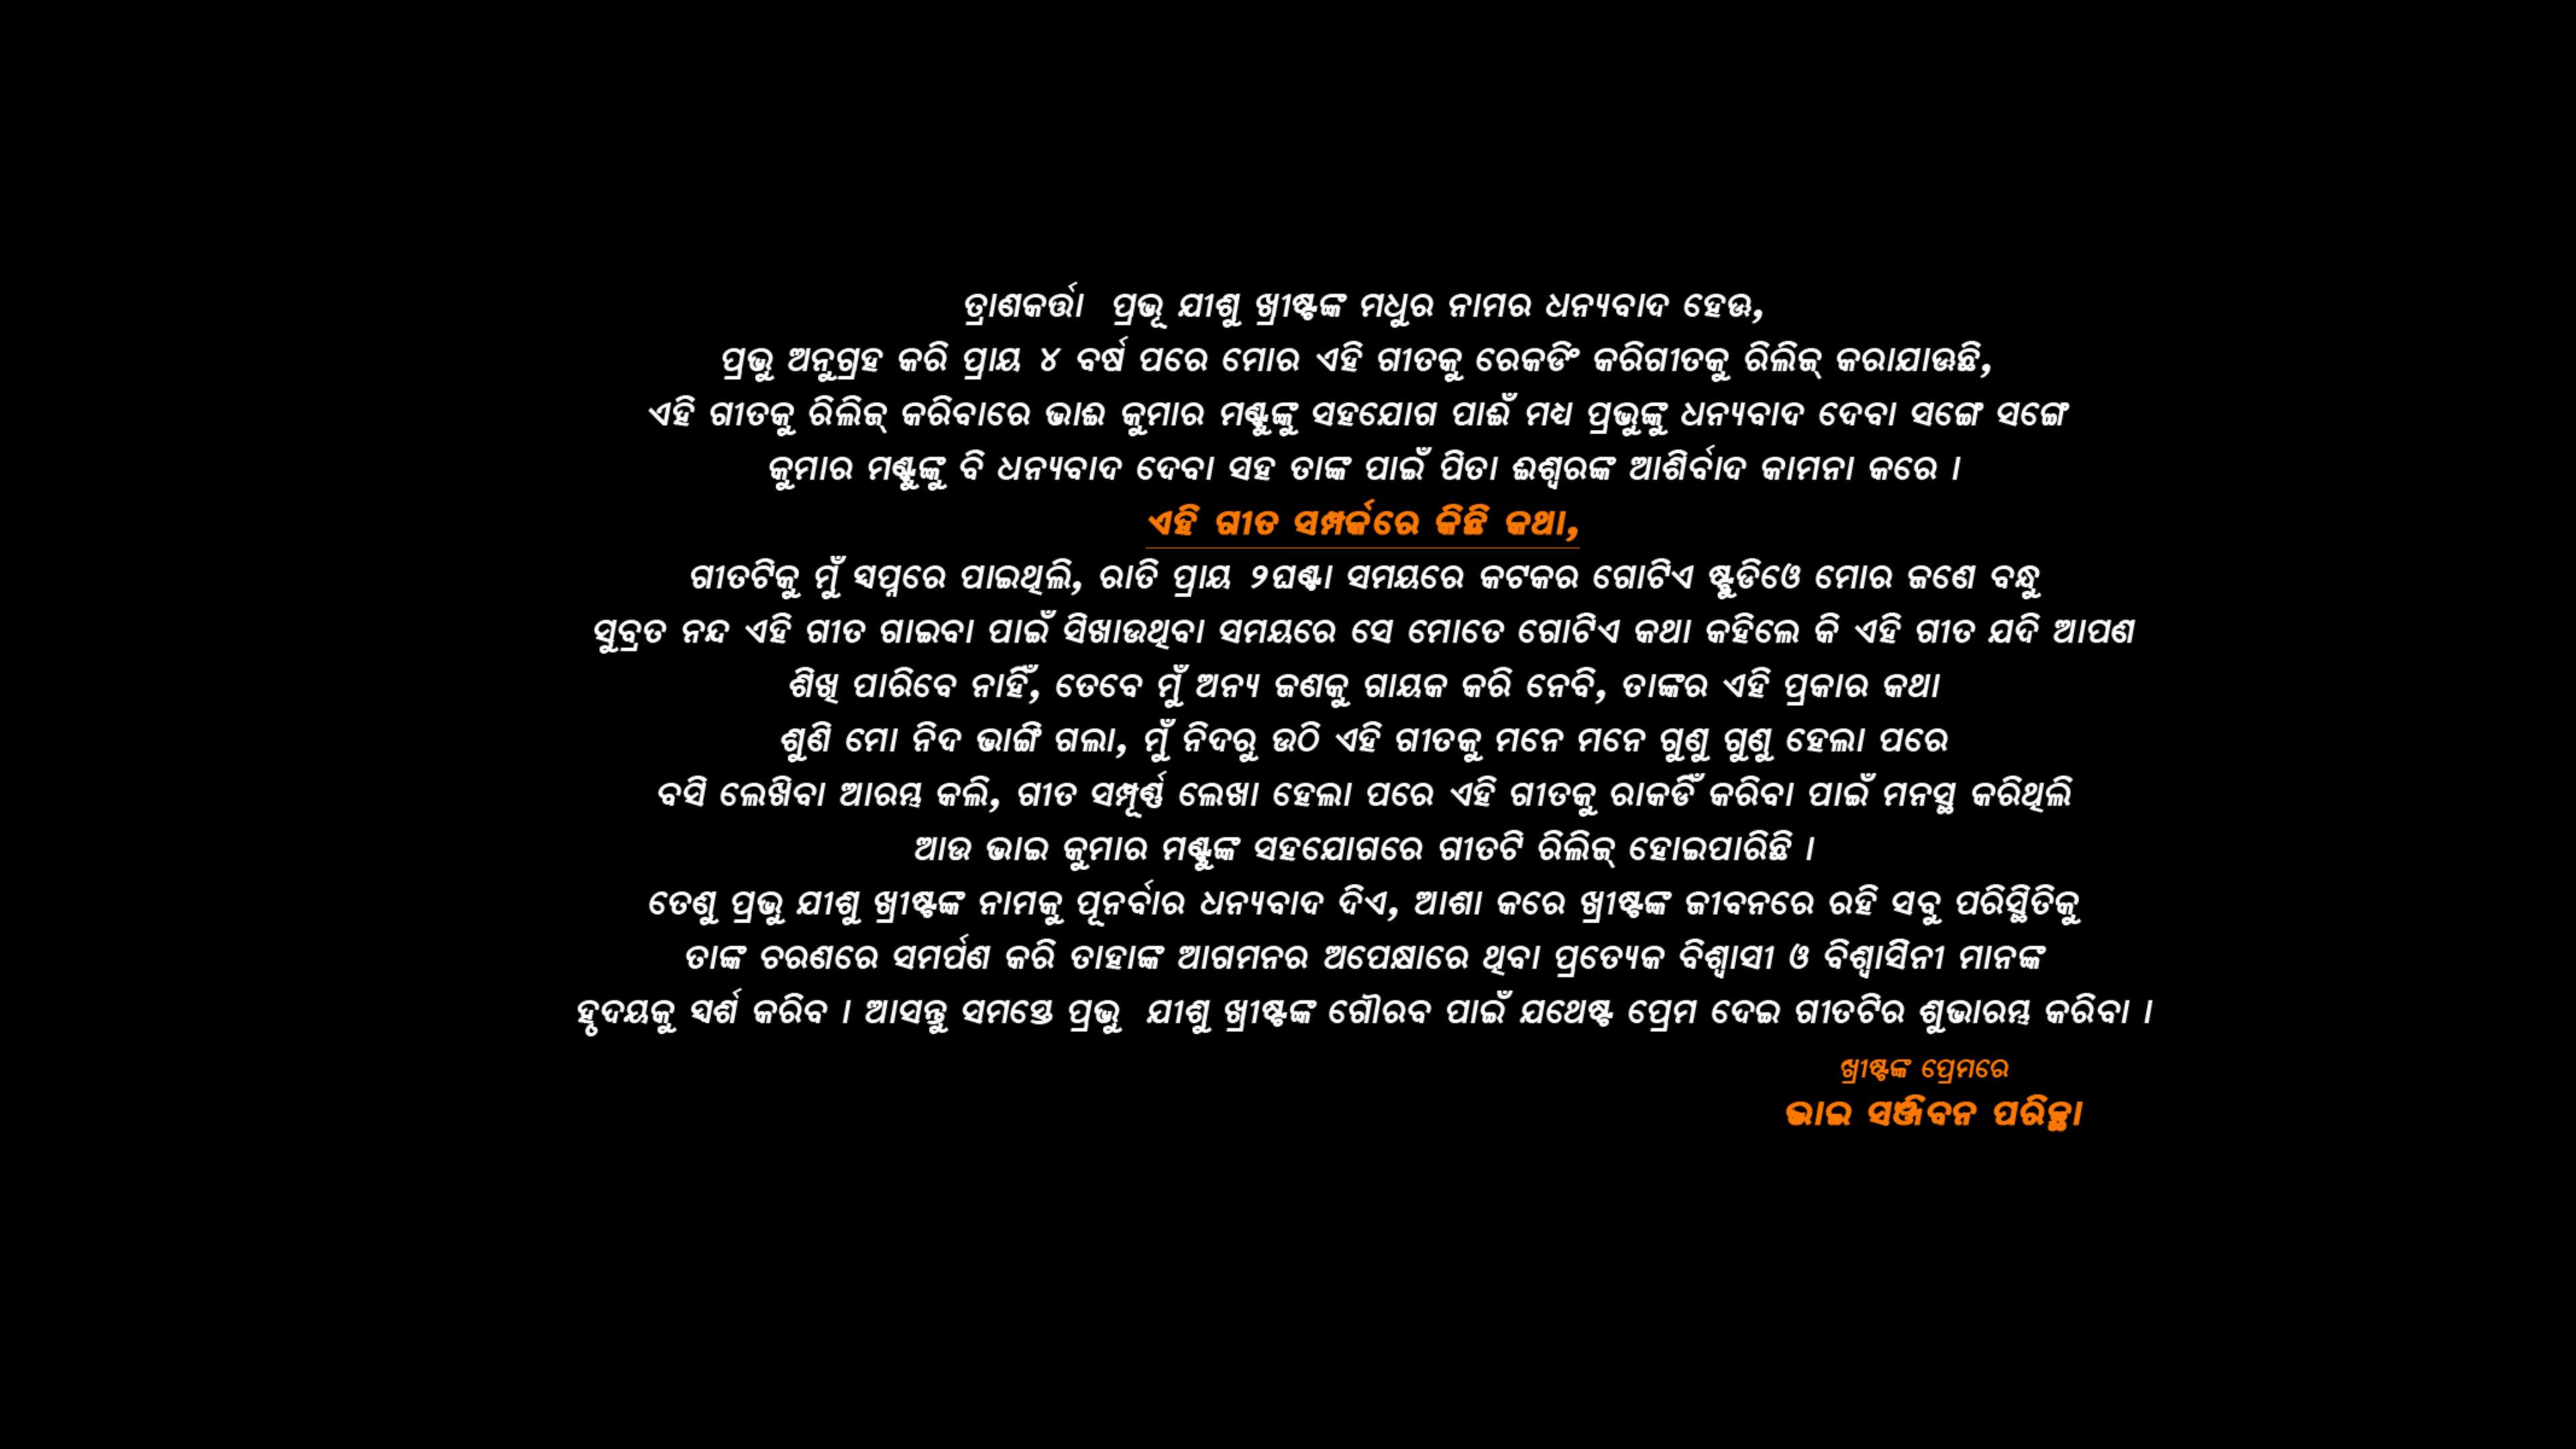 ତ୍ରାଣକର୍ତ୍ତା ପ୍ରଭୂ ଯୀଶୁ ଖ୍ରୀଷ୍ଟଙ୍କ ମଧୁର ନାମର ଧନ୍ୟବାଦ ହେଊ,
ପ୍ରଭୁ ଅନୁଗ୍ରହ କରି ପ୍ରାୟ ୪ ବର୍ଷ ପରେ ମୋର ଏହି ଗୀତକୁ ରେକଡିଂ କରିଗୀତକୁ ରିଲିଜ୍ କରାଯାଊଛି,
ଏହି ଗୀତକୁ ରିଲିଜ୍ କରିବାରେ ଭାଈ କୁମାର ମଣ୍ଟୁଙ୍କୁ ସହଯୋଗ ପାଈଁ ମଧ୍ୟ ପ୍ରଭୁଙ୍କୁ ଧନ୍ୟବାଦ ଦେବା ସଙ୍ଗେ ସଙ୍ଗେ
କୁମାର ମଣ୍ଟୁଙ୍କୁ ବି ଧନ୍ୟବାଦ ଦେବା ସହ ତାଙ୍କ ପାଇଁ ପିତା ଈଶ୍ୱରଙ୍କ ଆଶିର୍ବାଦ କାମନା କରେ ।
ଏହି ଗୀତ ସମ୍ପର୍କରେ କିଛି କଥା,
ଗୀତଟିକୁ ମୁଁ ସ୍ୱପ୍ନରେ ପାଇଥିଲି, ରାତି ପ୍ରାୟ ୨ଘଣ୍ଟା ସମୟରେ କଟକର ଗୋଟିଏ ଷ୍ଟୁଡିଓ ମୋର ଜଣେ ବନ୍ଧୁ
ସୁବ୍ରତ ନନ୍ଦ ଏହି ଗୀତ ଗାଇବା ପାଇଁ ସିଖାଉଥିବା ସମୟରେ ସେ ମୋତେ ଗୋଟିଏ କଥା କହିଲେ କି ଏହି ଗୀତ ଯଦି ଆପଣ
ଶିଖି ପାରିବେ ନାହିଁ, ତେବେ ମୁଁ ଅନ୍ୟ ଜଣକୁ ଗାୟକ କରି ନେବି, ତାଙ୍କର ଏହି ପ୍ରକାର କଥା
ଶୁଣି ମୋ ନିଦ ଭାଙ୍ଗି ଗଲା, ମୁଁ ନିଦରୁ ଉଠି ଏହି ଗୀତକୁ ମନେ ମନେ ଗୁଣୁ ଗୁଣୁ ହେଲା ପରେ
ବସି ଲେଖିବା ଆରମ୍ଭ କଲି, ଗୀତ ସମ୍ପୂର୍ଣ୍ଣ ଲେଖା ହେଲା ପରେ ଏହି ଗୀତକୁ ରାକଡିଁ କରିବା ପାଇଁ ମନସ୍ଥ କରିଥିଲି
ଆଉ ଭାଇ କୁମାର ମଣ୍ଟୁଙ୍କ ସହଯୋଗରେ ଗୀତଟି ରିଲିଜ୍ ହୋଇପାରିଛି ।
ତେଣୁ ପ୍ରଭୁ ଯୀଶୁ ଖ୍ରୀଷ୍ଟଙ୍କ ନାମକୁ ପୂନର୍ବାର ଧନ୍ୟବାଦ ଦିଏ, ଆଶା କରେ ଖ୍ରୀଷ୍ଟଙ୍କ ଜୀବନରେ ରହି ସବୁ ପରିସ୍ଥିତିକୁ
ତାଙ୍କ ଚରଣରେ ସମର୍ପଣ କରି ତାହାଙ୍କ ଆଗମନର ଅପେକ୍ଷାରେ ଥିବା ପ୍ରତ୍ୟେକ ବିଶ୍ୱାସୀ ଓ ବିଶ୍ୱାସିନୀ ମାନଙ୍କ
ହୃଦୟକୁ ସ୍ୱର୍ଶ କରିବ । ଆସନ୍ତୁ ସମସ୍ତେ ପ୍ରଭୁ ଯୀଶୁ ଖ୍ରୀଷ୍ଟଙ୍କ ଗୌରବ ପାଇଁ ଯଥେଷ୍ଟ ପ୍ରେମ ଦେଇ ଗୀତଟିର ଶୁଭାରମ୍ଭ କରିବା ।
ଖ୍ରୀଷ୍ଟଙ୍କ ପ୍ରେମରେ
ଭାଇ ସଞ୍ଜିବନ ପରିଚ୍ଛା